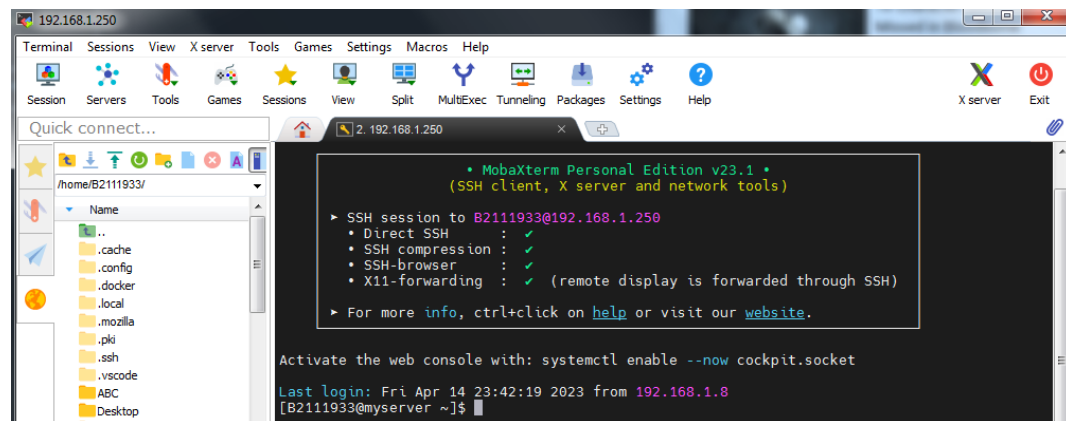 192.168.1.250
Terminal Sessions View X server Tools Games Settings Macros Help
Session Servers Tools Games Sessions View Split MultiExec Tunneling Packages Settings Help X server Exit
Quick connect...
2. 192.168.1.250
/home/B2111933/
Name
..
.cache
.config
.docker
.local
.mozilla
.pki
.ssh
.vscode
ABC
Desktop
• MobaXterm Personal Edition v23.1 •
(SSH client, X server and network tools)
► SSH session to B2111933@192.168.1.250
• Direct SSH : ✔
• SSH compression : ✔
• SSH-browser : ✔
• X11-forwarding : ✔ (remote display is forwarded through SSH)
► For more info, ctrl+click on help or visit our website.
Activate the web console with: systemctl enable --now cockpit.socket
Last login: Fri Apr 14 23:42:19 2023 from 192.168.1.8
[B2111933@myserver ~]$